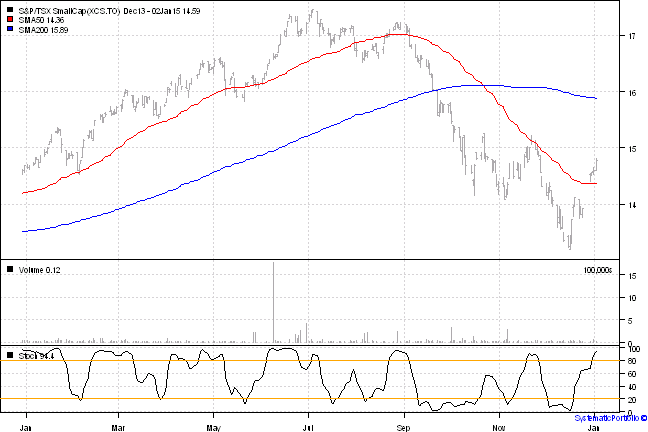 S&P/TSX SmallCap(XCS.TO) Dec13 - 02Jan15 14.59
SMA50 14.36
SMA200 15.89
17
16
15
14
Volume 0.12
100,000s
15
10
5
0
Stoch 94.4
100
80
60
40
20
0
Jan Mar May Jul Sep Nov Jan
SystematicPortfolio ©